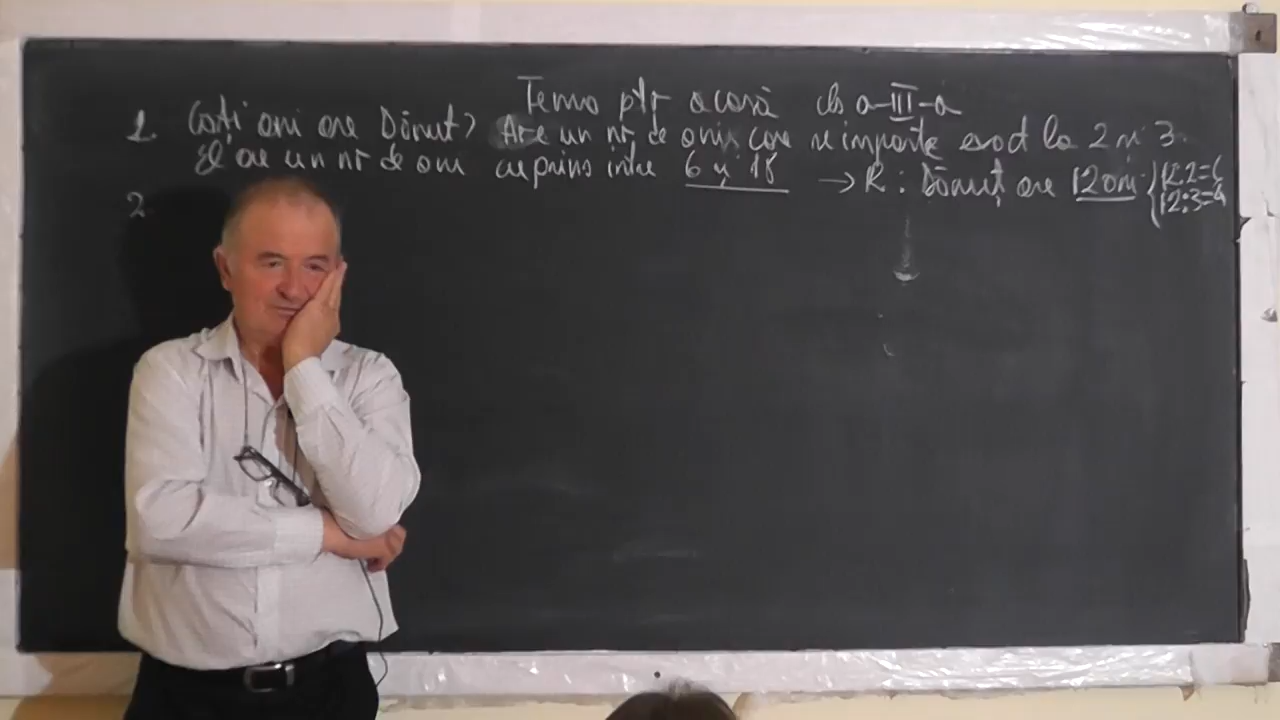 Tema ptr acasă cls a-III-a
1. Câți ani are Dănuț? Are un nr. de ani, care se împarte exact la 2 și 3.
El are un nr de ani cuprins între 6 și 18 → R: Dănuț are 12 ani { 12:2=6
12:3=4
2.